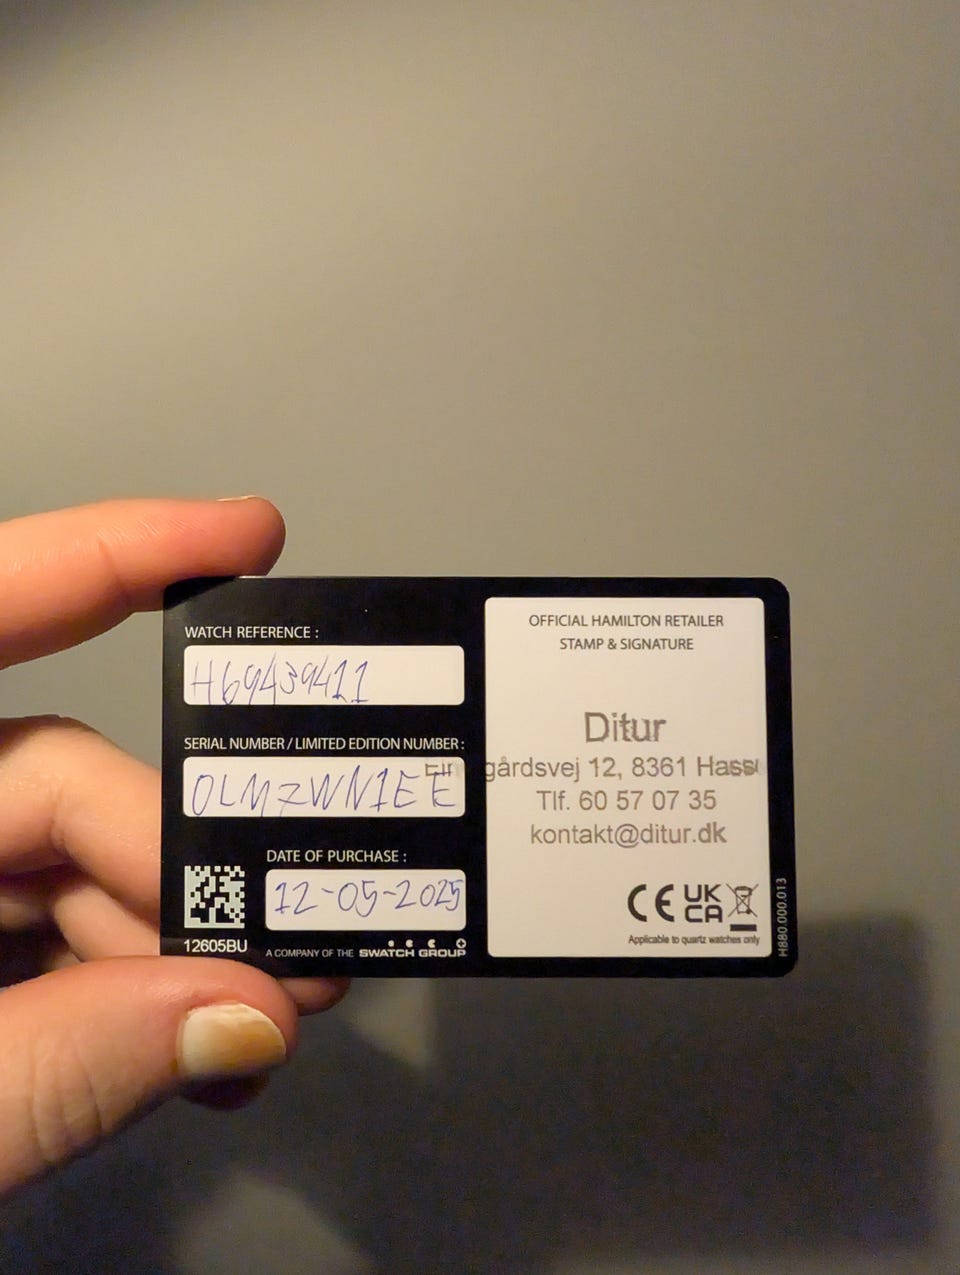 WATCH REFERENCE :
H69439411
SERIAL NUMBER / LIMITED EDITION NUMBER :
DATE OF PURCHASE :
12-05-2025
12605BU
A COMPANY OF THE SWATCH GROUP
OFFICIAL HAMILTON RETAILER
STAMP & SIGNATURE
Ditur
12, 8361
Tlf. 60 57 07 35
kontakt@ditur.dk
CE UK CA
Applicable to quartz watches only
H880.000.013